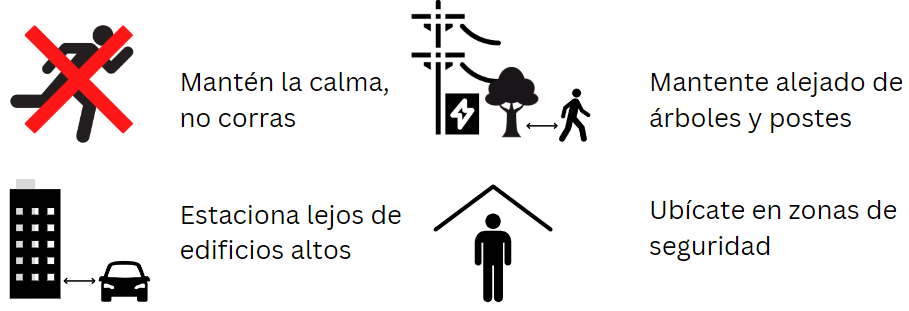 Mantén la calma,
no corras
Mantente alejado de
árboles y postes
Estaciona lejos de
edificios altos
Ubícate en zonas de
seguridad